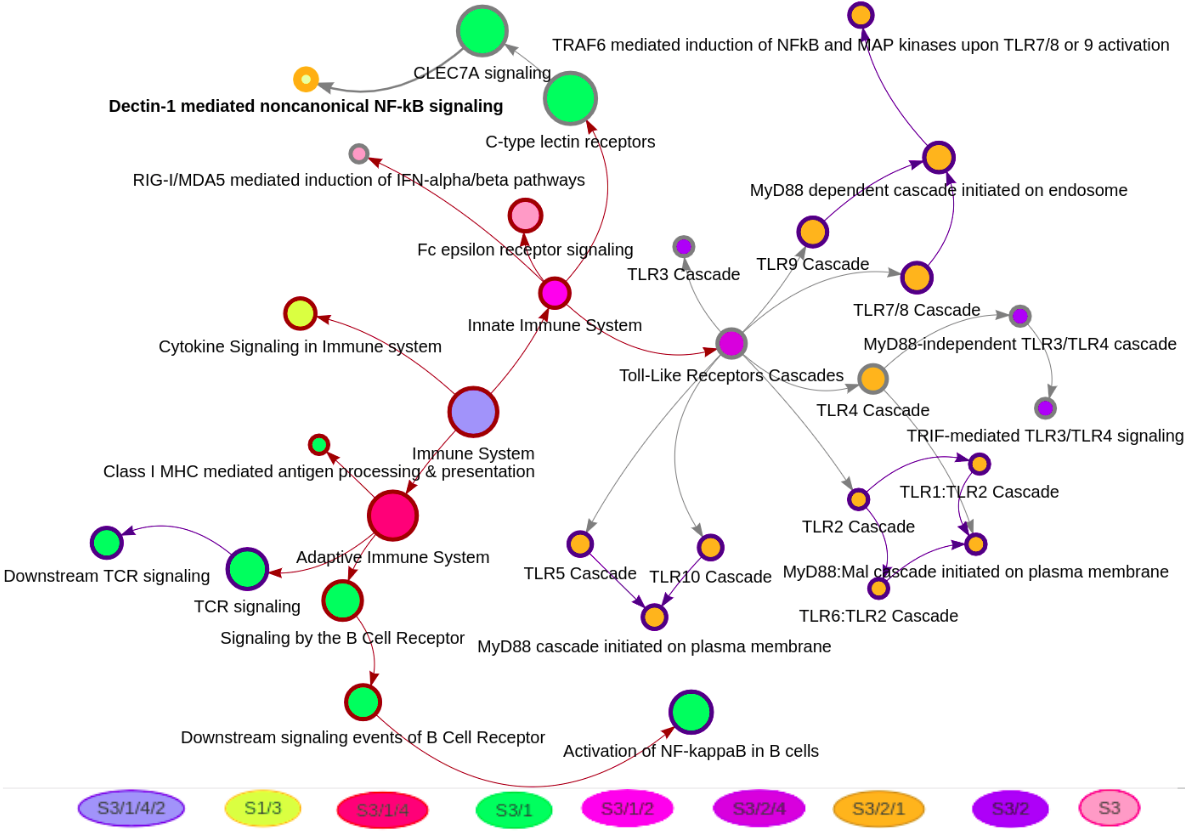 TRAF6 mediated induction of NFkB and MAP kinases upon TLR7/8 or 9 activation
CLEC7A signaling
Dectin-1 mediated noncanonical NF-kB signaling
C-type lectin receptors
RIG-I/MDA5 mediated induction of IFN-alpha/beta pathways
MyD88 dependent cascade initiated on endosome
Fc epsilon receptor signaling
TLR9 Cascade
TLR3 Cascade
TLR7/8 Cascade
Innate Immune System
MyD88-independent TLR3/TLR4 cascade
Cytokine Signaling in Immune system
Toll-Like Receptors Cascades
TLR4 Cascade
TRIF-mediated TLR3/TLR4 signaling
Immune System
Class I MHC mediated antigen processing & presentation
TLR1:TLR2 Cascade
TLR2 Cascade
Adaptive Immune System
MyD88:Mal cascade initiated on plasma membrane
TLR5 Cascade
TLR10 Cascade
Downstream TCR signaling
TCR signaling
TLR6:TLR2 Cascade
Signaling by the B Cell Receptor
MyD88 cascade initiated on plasma membrane
Downstream signaling events of B Cell Receptor
Activation of NF-kappaB in B cells
S3/1/4/2
S1/3
S3/1/4
S3/1
S3/1/2
S3/2/4
S3/2/1
S3/2
S3